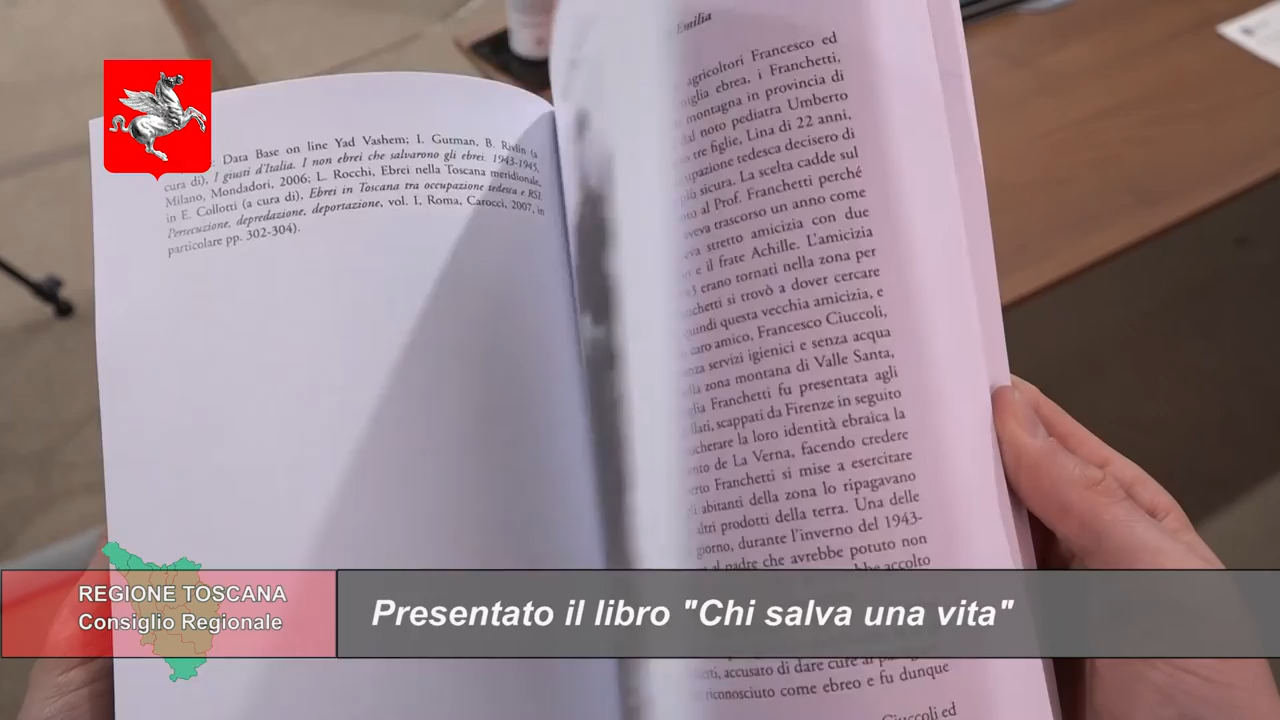 : Data Base on line Yad Vashem; I. Gutman, B. Rivlin (a
cura di), I giusti d'Italia. I non ebrei che salvarono gli ebrei. 1943-1945,
Milano, Mondadori, 2006; L. Rocchi, Ebrei nella Toscana meridionale,
in E. Collotti (a cura di), Ebrei in Toscana tra occupazione tedesca e RSI.
Persecuzione, depredazione, deportazione, vol. I, Roma, Carocci, 2007, in
particolare pp. 302-304).
Emilia
agricoltori Francesco ed
ebrea, i Franchetti,
montagna in provincia di
noto pediatra Umberto
tre figlie, Lina di 22 anni,
tedesca decisero di
sicura. La scelta cadde sul
al Prof. Franchetti perché
trascorso un anno come
stretto amicizia con due
e il frate Achille. L'amicizia
erano tornati nella zona per
si trovò a dover cercare
questa vecchia amicizia, e
caro amico, Francesco Ciuccoli,
servizi igienici e senza acqua
zona montana di Valle Santa,
Franchetti fu presentata agli
scappati da Firenze in seguito
la loro identità ebraica la
de La Verna, facendo credere
Franchetti si mise a esercitare
abitanti della zona lo ripagavano
altri prodotti della terra. Una delle
giorno, durante l'inverno del 1943-
al padre che avrebbe potuto non
accolto
REGIONE TOSCANA
Consiglio Regionale
Presentato il libro "Chi salva una vita"
accusato di dare cure ai
riconosciuto come ebreo e fu dunque
Ciuccoli ed